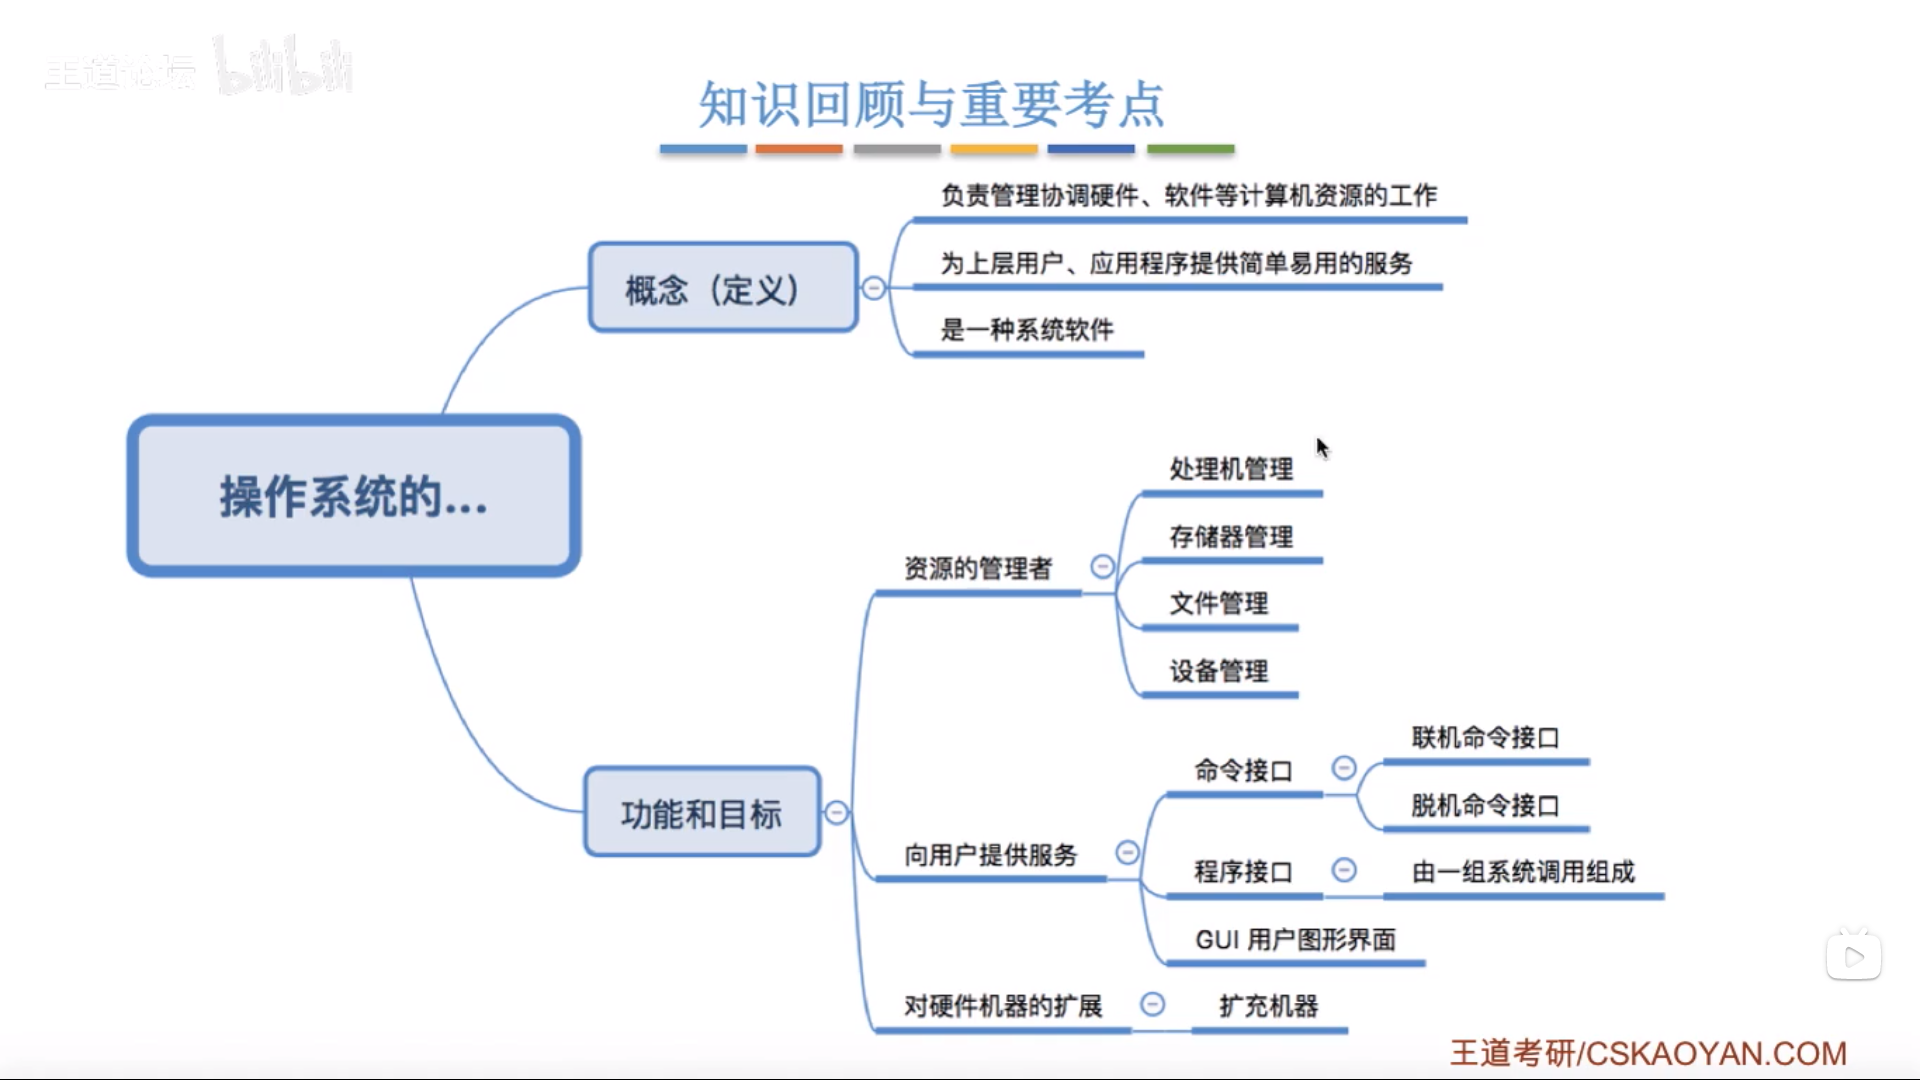 王道论坛 bilibili
知识回顾与重要考点
负责管理协调硬件、软件等计算机资源的工作
概念（定义）
为上层用户、应用程序提供简单易用的服务
是一种系统软件
操作系统的...
处理机管理
存储器管理
资源的管理者
文件管理
设备管理
功能和目标
联机命令接口
命令接口
脱机命令接口
向用户提供服务
程序接口
由一组系统调用组成
GUI 用户图形界面
对硬件机器的扩展
扩充机器
王道考研/CSKAOYAN.COM